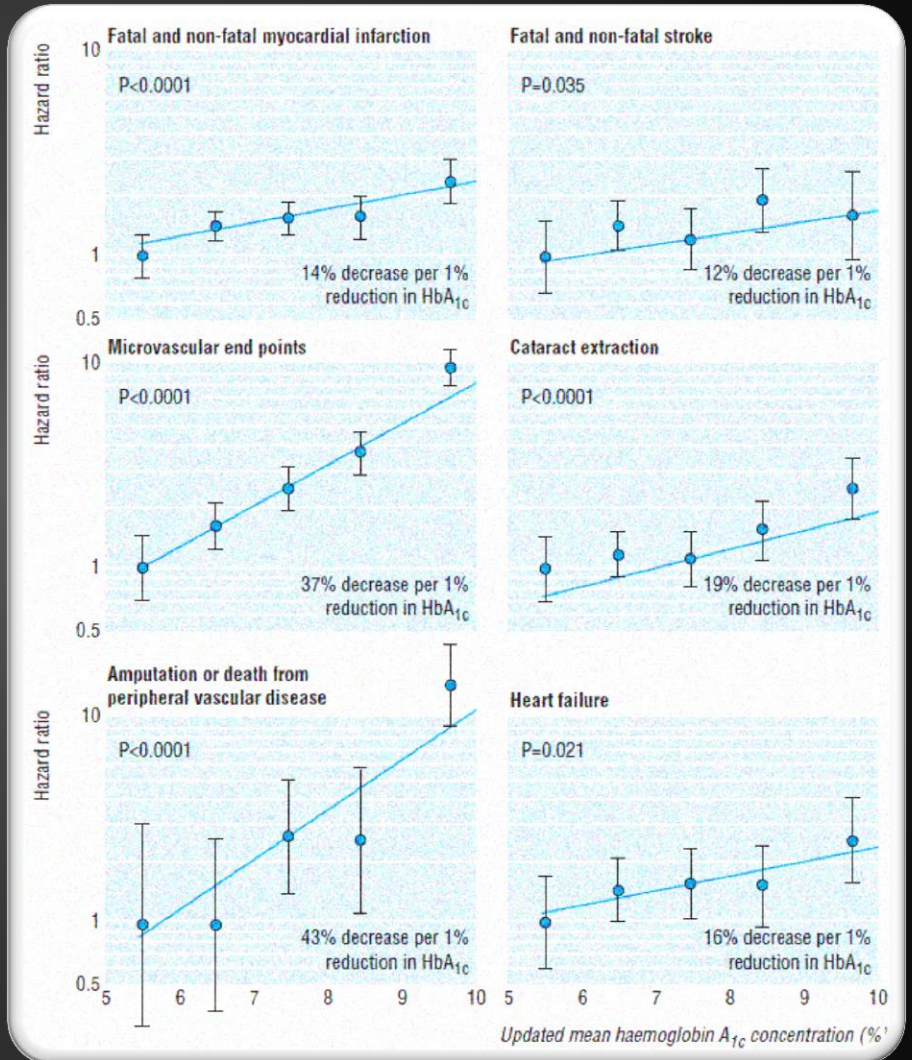 Fatal and non-fatal myocardial infarction
Hazard ratio
10
P<0.0001
1
14% decrease per 1%
reduction in HbA1c
0.5
Fatal and non-fatal stroke
P=0.035
12% decrease per 1%
reduction in HbA1c
Microvascular end points
Hazard ratio
10
P<0.0001
1
37% decrease per 1%
reduction in HbA1c
0.5
Cataract extraction
P<0.0001
19% decrease per 1%
reduction in HbA1c
Amputation or death from
peripheral vascular disease
Hazard ratio
10
P<0.0001
1
43% decrease per 1%
reduction in HbA1c
0.5
5 6 7 8 9 10
Heart failure
P=0.021
16% decrease per 1%
reduction in HbA1c
5 6 7 8 9 10
Updated mean haemoglobin A1c concentration (%